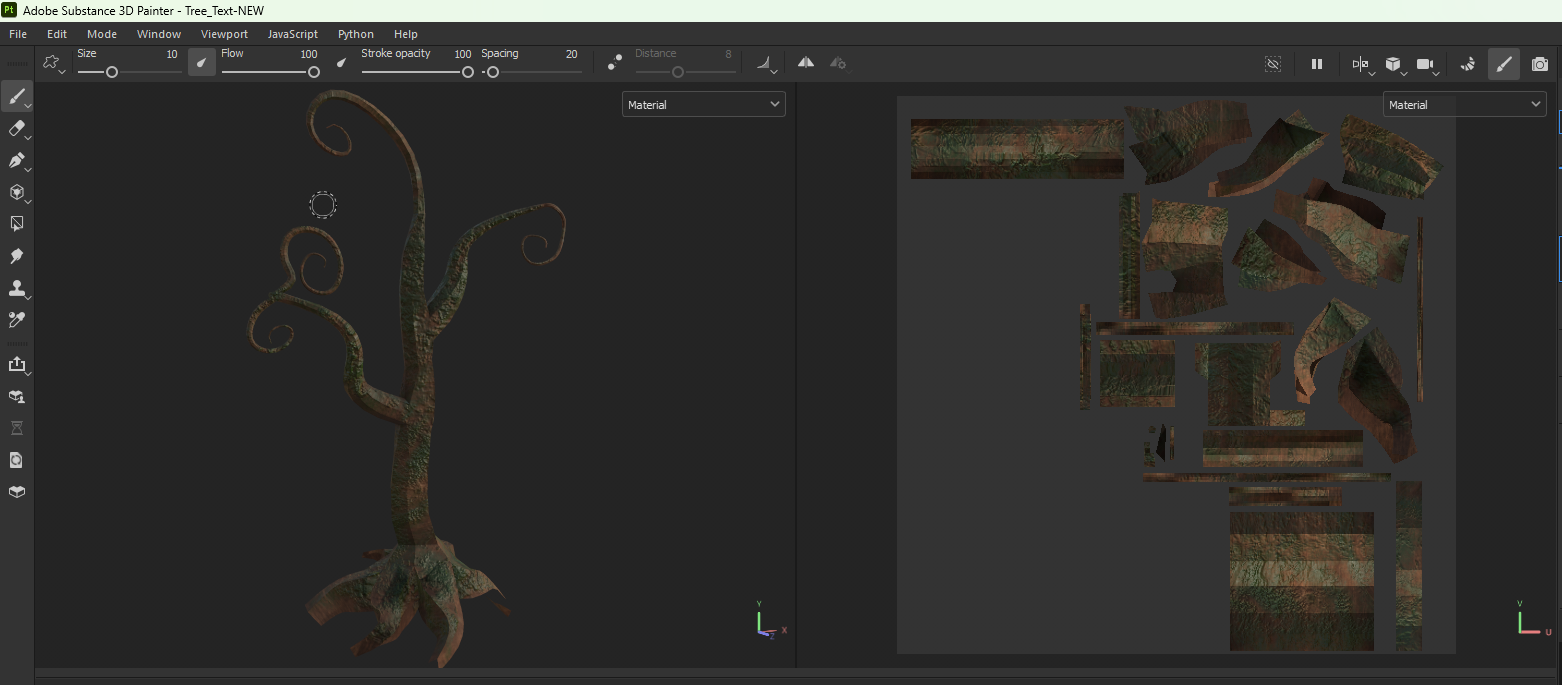 Pt Adobe Substance 3D Painter - Tree_Text-NEW
File Edit Mode Window Viewport JavaScript Python Help
Size 10 Flow 100 Stroke opacity 100 Spacing 20 Distance 8
Material Material
Y X Z
V U